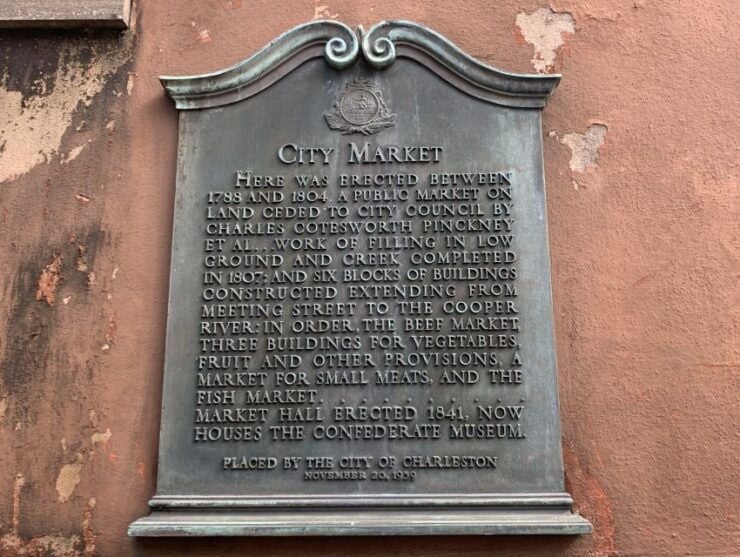 CITY MARKET
HERE WAS ERECTED BETWEEN
1788 AND 1804, A PUBLIC MARKET ON
LAND CEDED TO CITY COUNCIL BY
CHARLES COTESWORTH PINCKNEY
ET AL... WORK OF FILLING IN LOW
GROUND AND CREEK COMPLETED
IN 1807; AND SIX BLOCKS OF BUILDINGS
CONSTRUCTED EXTENDING FROM
MEETING STREET TO THE COOPER
RIVER: IN ORDER, THE BEEF MARKET,
THREE BUILDINGS FOR VEGETABLES,
FRUIT AND OTHER PROVISIONS, A
MARKET FOR SMALL MEATS, AND THE
FISH MARKET. . . . . . . . .
MARKET HALL ERECTED 1841, NOW
HOUSES THE CONFEDERATE MUSEUM.
PLACED BY THE CITY OF CHARLESTON
NOVEMBER 20, 1939